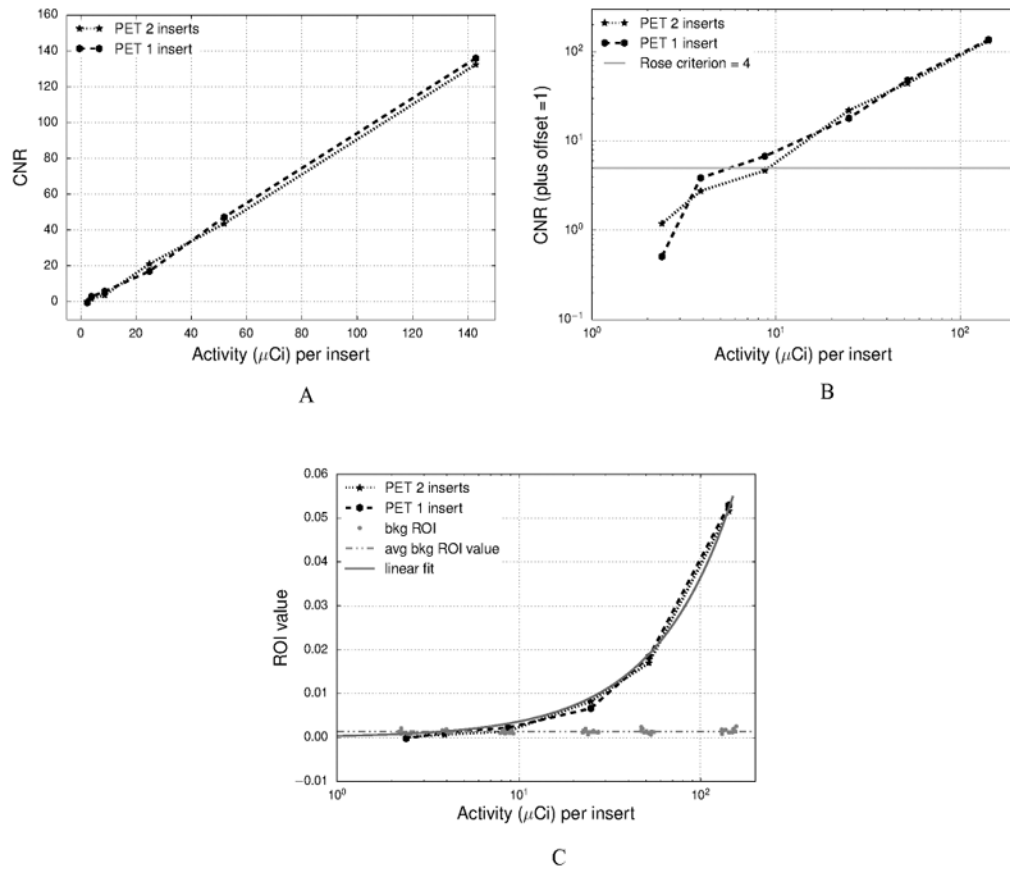 PET 2 inserts
PET 1 insert
160
140
120
100
80
60
40
20
0
CNR
0 20 40 60 80 100 120 140
Activity (μCi) per insert
A
PET 2 inserts
PET 1 insert
Rose criterion = 4
10²
10¹
10⁰
10⁻¹
CNR (plus offset =1)
10⁰ 10¹ 10²
Activity (μCi) per insert
B
PET 2 inserts
PET 1 insert
bkg ROI
avg bkg ROI value
linear fit
0.06
0.05
0.04
0.03
0.02
0.01
0.00
−0.01
ROI value
10⁰ 10¹ 10²
Activity (μCi) per insert
C